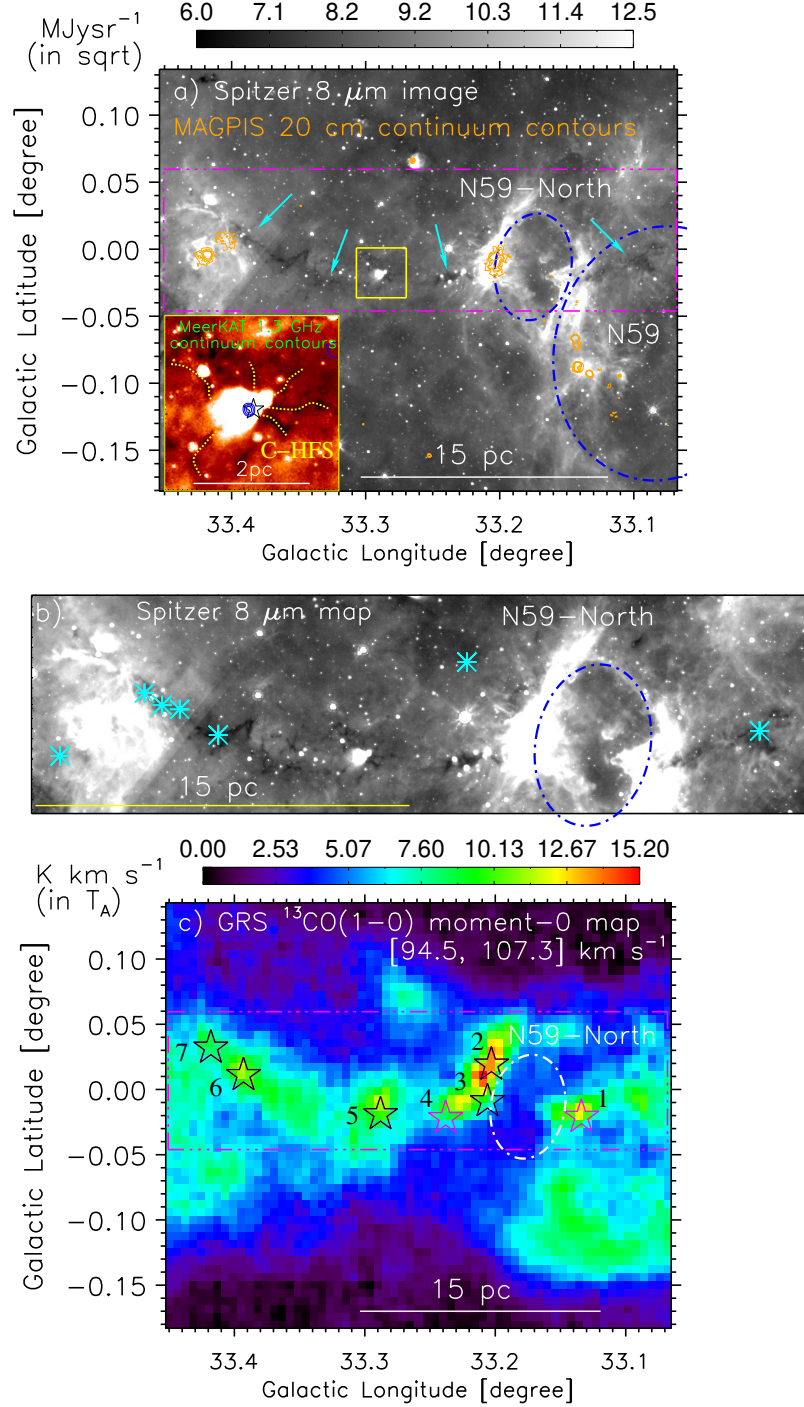 MJysr⁻¹
(in sqrt)
6.0 7.1 8.2 9.2 10.3 11.4 12.5
a) Spitzer 8 μm image
MAGPIS 20 cm continuum contours
N59−North
N59
MeerKAT 1.3 GHz
continuum contours
C−HFS
2pc
15 pc
0.10
0.05
0.00
−0.05
−0.10
−0.15
Galactic Latitude [degree]
33.4 33.3 33.2 33.1
Galactic Longitude [degree]
b) Spitzer 8 μm map
N59−North
15 pc
K km s⁻¹
(in T_A)
0.00 2.53 5.07 7.60 10.13 12.67 15.20
c) GRS ¹³CO(1−0) moment−0 map
[94.5, 107.3] km s⁻¹
N59−North
7
6
5
4
3
2
1
15 pc
0.10
0.05
0.00
−0.05
−0.10
−0.15
Galactic Latitude [degree]
33.4 33.3 33.2 33.1
Galactic Longitude [degree]